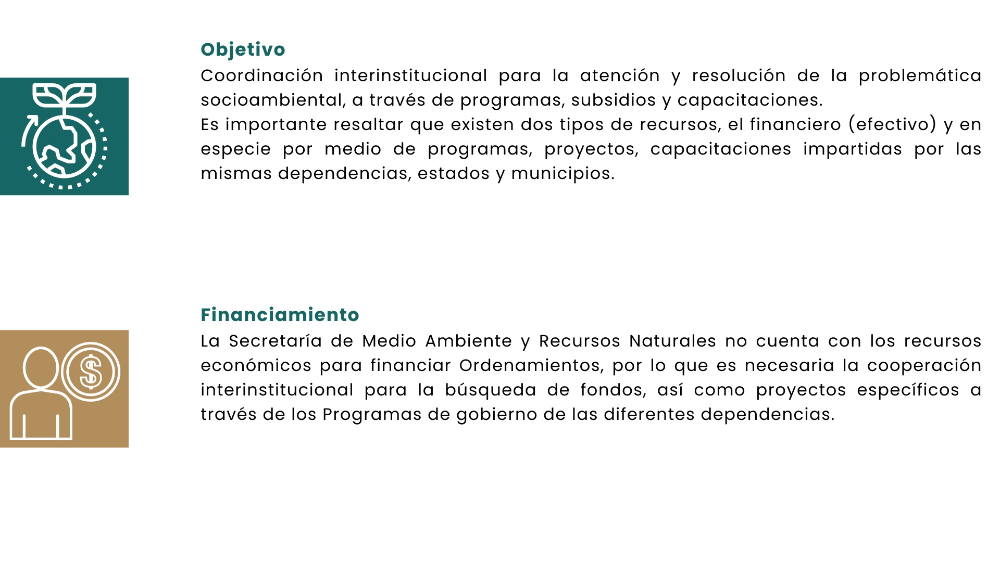 Objetivo
Coordinación interinstitucional para la atención y resolución de la problemática
socioambiental, a través de programas, subsidios y capacitaciones.
Es importante resaltar que existen dos tipos de recursos, el financiero (efectivo) y en
especie por medio de programas, proyectos, capacitaciones impartidas por las
mismas dependencias, estados y municipios.
Financiamiento
La Secretaría de Medio Ambiente y Recursos Naturales no cuenta con los recursos
económicos para financiar Ordenamientos, por lo que es necesaria la cooperación
interinstitucional para la búsqueda de fondos, así como proyectos específicos a
través de los Programas de gobierno de las diferentes dependencias.
$